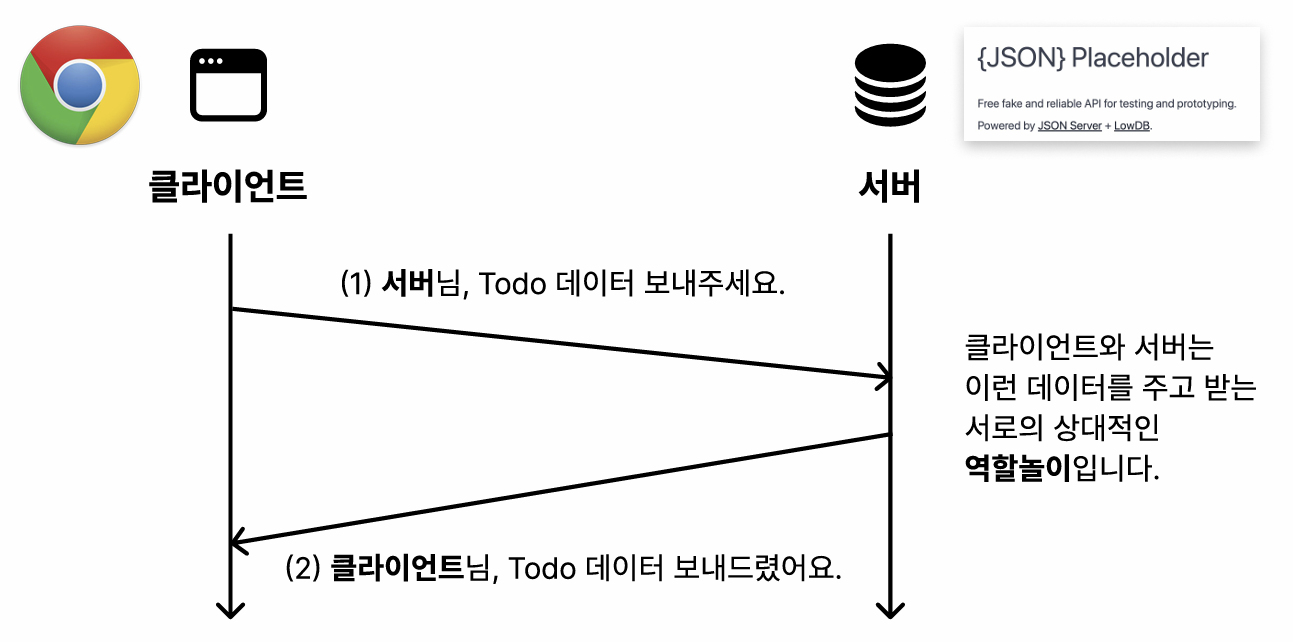 {JSON} Placeholder
Free fake and reliable API for testing and prototyping.
Powered by JSON Server + LowDB.
클라이언트
서버
(1) 서버님, Todo 데이터 보내주세요.
클라이언트와 서버는
이런 데이터를 주고 받는
서로의 상대적인
역할놀이입니다.
(2) 클라이언트님, Todo 데이터 보내드렸어요.